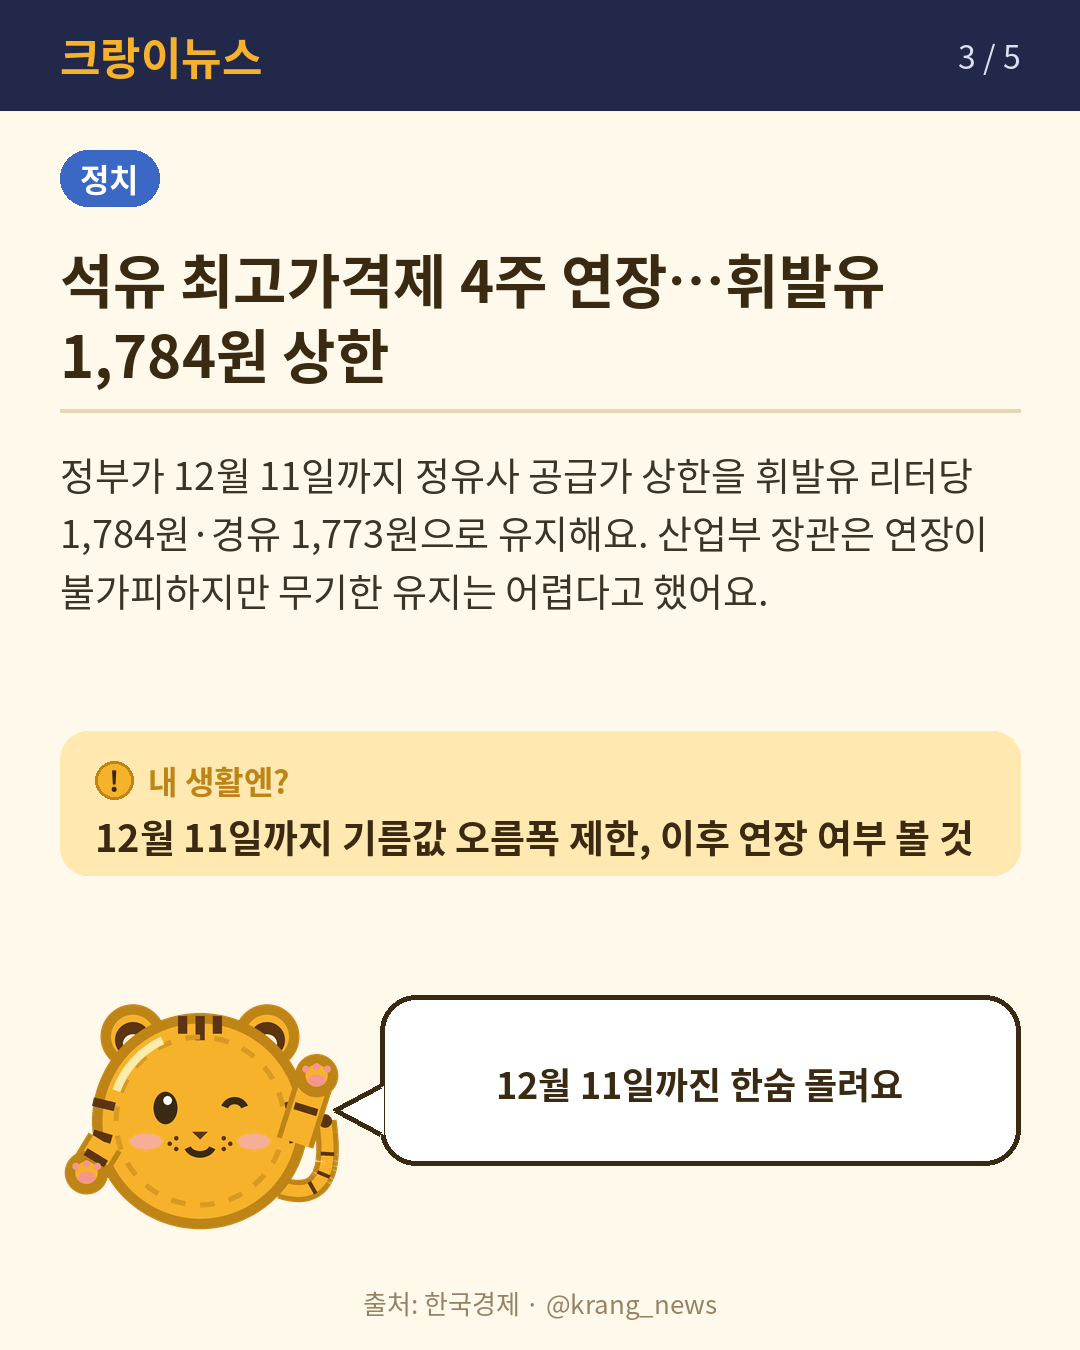 크랑이뉴스
3 / 5
정치
석유 최고가격제 4주 연장…휘발유
1,784원 상한
정부가 12월 11일까지 정유사 공급가 상한을 휘발유 리터당
1,784원·경유 1,773원으로 유지해요. 산업부 장관은 연장이
불가피하지만 무기한 유지는 어렵다고 했어요.
! 내 생활엔?
12월 11일까지 기름값 오름폭 제한, 이후 연장 여부 볼 것
12월 11일까진 한숨 돌려요
출처: 한국경제 · @krang_news